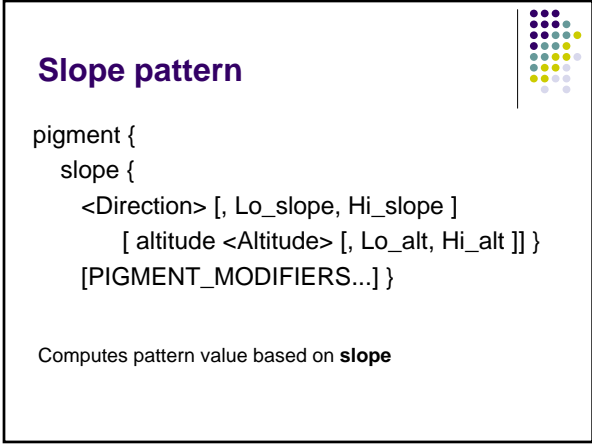 Slope pattern
pigment {
slope {
<Direction> [, Lo_slope, Hi_slope ]
[ altitude <Altitude> [, Lo_alt, Hi_alt ]] }
[PIGMENT_MODIFIERS...] }
Computes pattern value based on slope